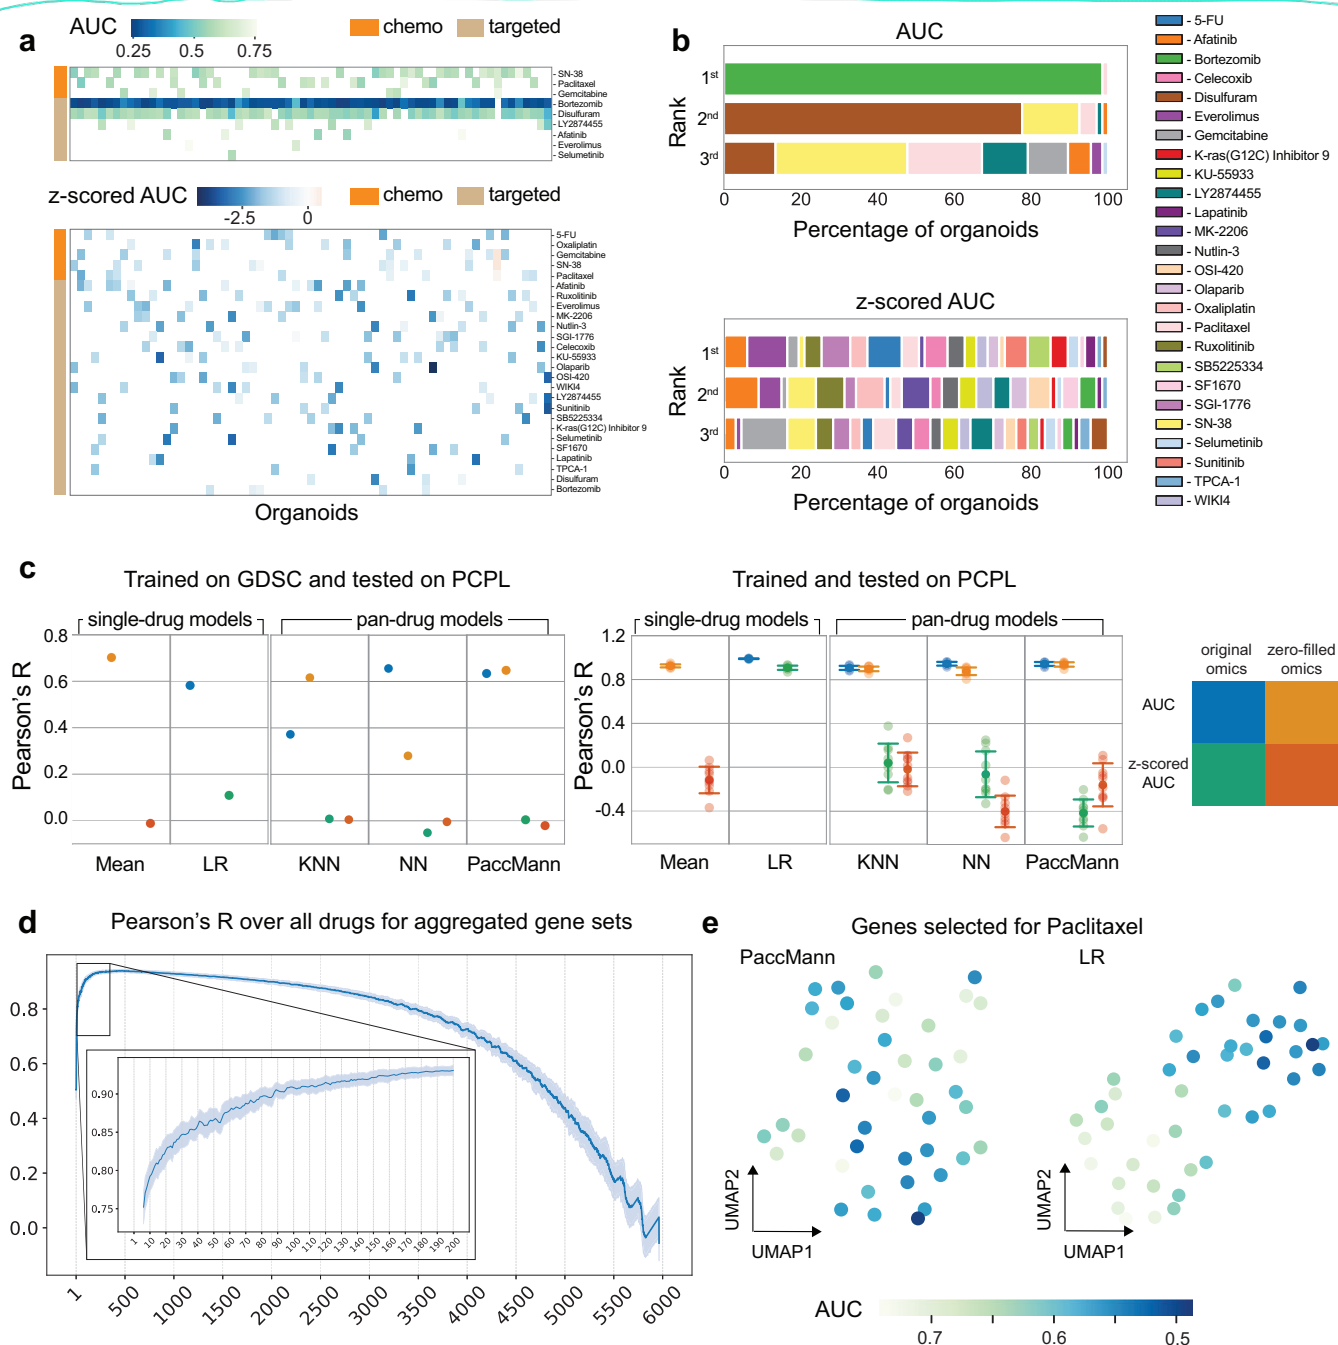 a
AUC
0.25 0.5 0.75
chemo
targeted
SN-38
Paclitaxel
Gemcitabine
Bortezomib
Disulfuram
LY2874455
Afatinib
Everolimus
Selumetinib
z-scored AUC
-2.5 0
chemo
targeted
5-FU
Oxaliplatin
Gemcitabine
SN-38
Paclitaxel
Afatinib
Ruxolitinib
Everolimus
MK-2206
Nutlin-3
SGI-1776
Celecoxib
KU-55933
Olaparib
OSI-420
WIKI4
LY2874455
Sunitinib
SB5225334
K-ras(G12C) Inhibitor 9
Selumetinib
SF1670
Lapatinib
TPCA-1
Disulfuram
Bortezomib
Organoids
b
AUC
Rank
1st
2nd
3rd
0 20 40 60 80 100
Percentage of organoids
z-scored AUC
Rank
1st
2nd
3rd
0 20 40 60 80 100
Percentage of organoids
- 5-FU
- Afatinib
- Bortezomib
- Celecoxib
- Disulfuram
- Everolimus
- Gemcitabine
- K-ras(G12C) Inhibitor 9
- KU-55933
- LY2874455
- Lapatinib
- MK-2206
- Nutlin-3
- OSI-420
- Olaparib
- Oxaliplatin
- Paclitaxel
- Ruxolitinib
- SB5225334
- SF1670
- SGI-1776
- SN-38
- Selumetinib
- Sunitinib
- TPCA-1
- WIKI4
c
Trained on GDSC and tested on PCPL
single-drug models
pan-drug models
Pearson's R
0.8
0.6
0.4
0.2
0.0
Mean LR KNN NN PaccMann
Trained and tested on PCPL
single-drug models
pan-drug models
Pearson's R
1.2
0.8
0.4
0.0
-0.4
Mean LR KNN NN PaccMann
original omics
zero-filled omics
AUC
z-scored AUC
d
Pearson's R over all drugs for aggregated gene sets
0.8
0.6
0.4
0.2
0.0
0.90
0.85
0.80
0.75
1 10 20 30 40 50 60 70 80 90 100 110 120 130 140 150 160 170 180 190 200
1 500 1000 1500 2000 2500 3000 3500 4000 4500 5000 5500 6000
e
Genes selected for Paclitaxel
PaccMann
LR
UMAP2
UMAP1
UMAP2
UMAP1
AUC
0.7 0.6 0.5